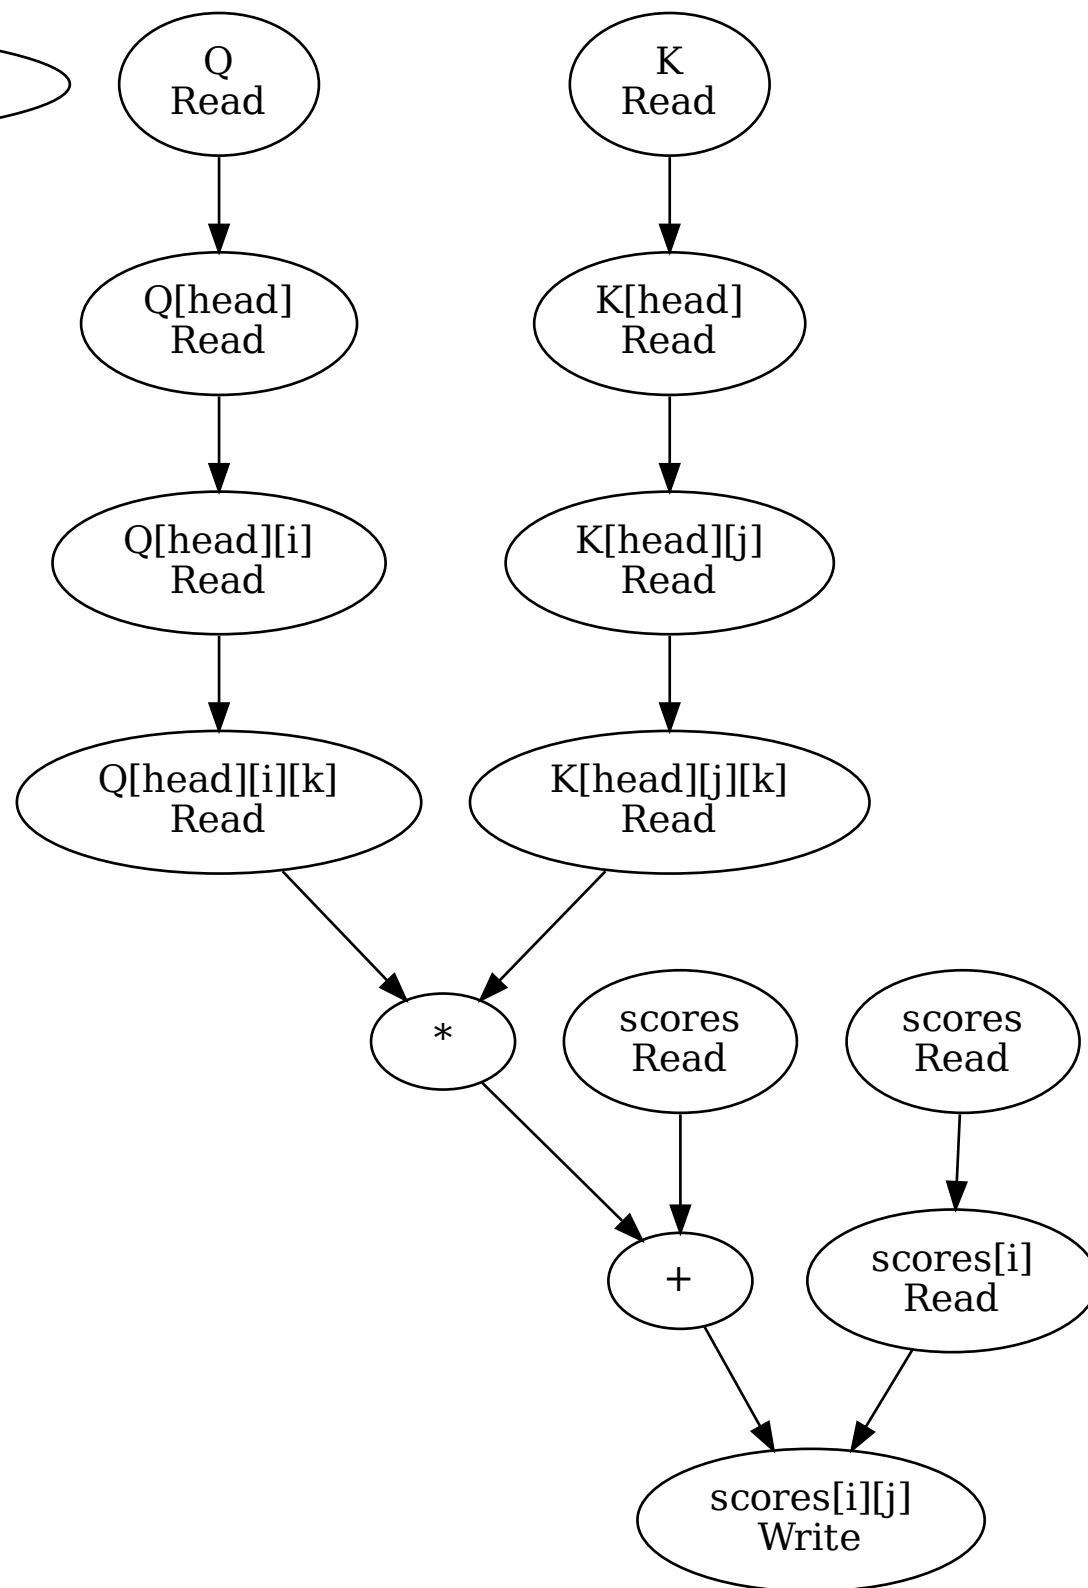 Q
Read
K
Read
Q[head]
Read
K[head]
Read
Q[head][i]
Read
K[head][j]
Read
Q[head][i][k]
Read
K[head][j][k]
Read
*
scores
Read
scores
Read
+
scores[i]
Read
scores[i][j]
Write